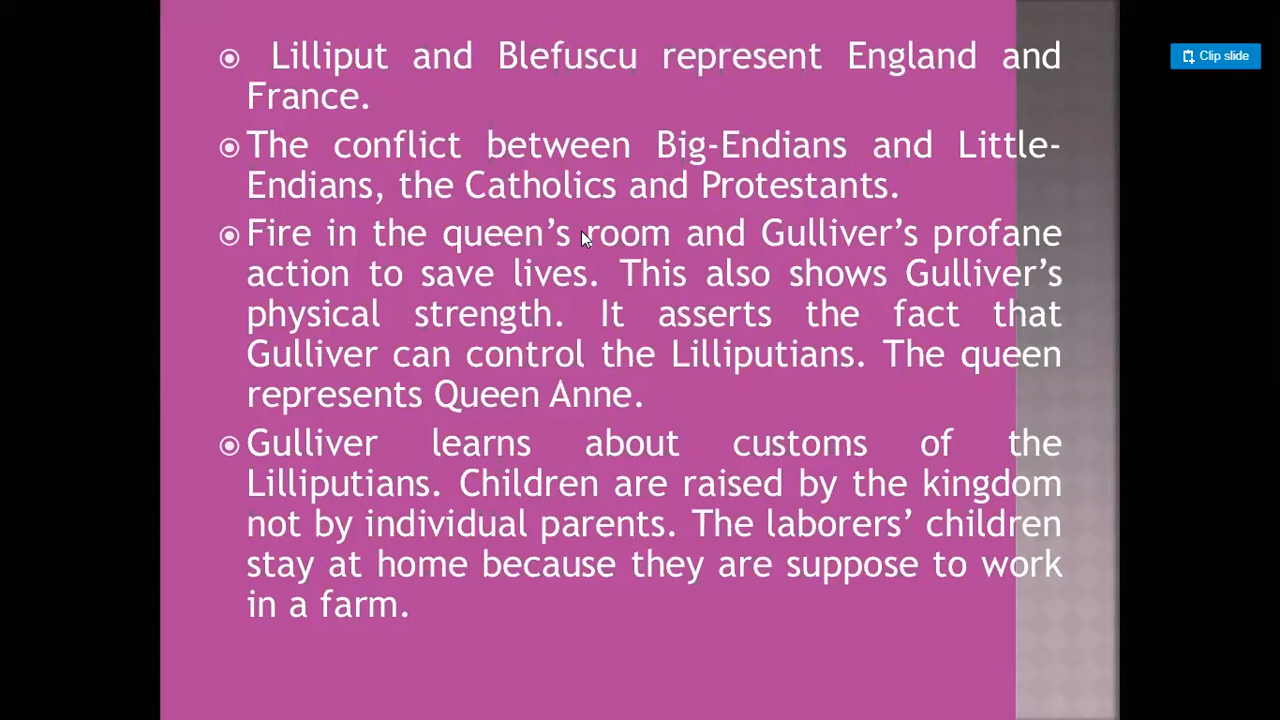 Lilliput and Blefuscu represent England and
France.
The conflict between Big-Endians and Little-
Endians, the Catholics and Protestants.
Fire in the queen’s room and Gulliver’s profane
action to save lives. This also shows Gulliver’s
physical strength. It asserts the fact that
Gulliver can control the Lilliputians. The queen
represents Queen Anne.
Gulliver learns about customs of the
Lilliputians. Children are raised by the kingdom
not by individual parents. The laborers’ children
stay at home because they are suppose to work
in a farm.
Clip slide